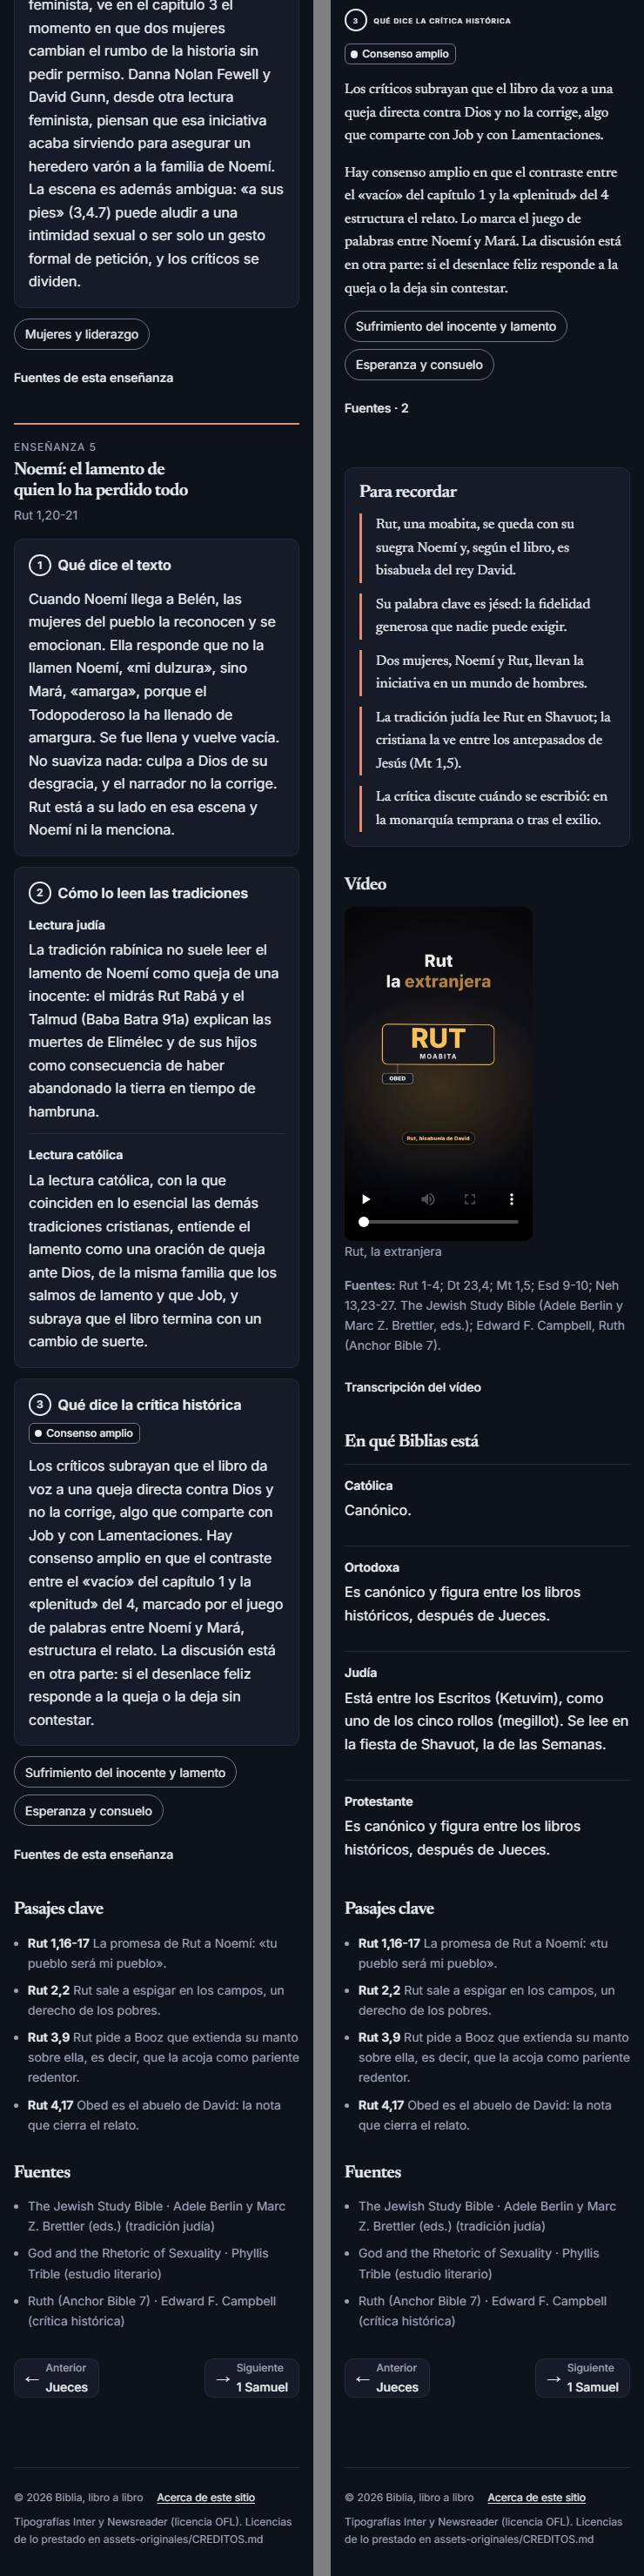 feminista, ve en el capítulo 3 el
momento en que dos mujeres
cambian el rumbo de la historia sin
pedir permiso. Danna Nolan Fewell y
David Gunn, desde otra lectura
feminista, piensan que esa iniciativa
acaba sirviendo para asegurar un
heredero varón a la familia de Noemí.
La escena es además ambigua: «a sus
pies» (3,4.7) puede aludir a una
intimidad sexual o ser solo un gesto
formal de petición, y los críticos se
dividen.
Mujeres y liderazgo
Fuentes de esta enseñanza
ENSEÑANZA 5
Noemí: el lamento de
quien lo ha perdido todo
Rut 1,20-21
1 Qué dice el texto
Cuando Noemí llega a Belén, las
mujeres del pueblo la reconocen y se
emocionan. Ella responde que no la
llamen Noemí, «mi dulzura», sino
Mará, «amarga», porque el
Todopoderoso la ha llenado de
amargura. Se fue llena y vuelve vacía.
No suaviza nada: culpa a Dios de su
desgracia, y el narrador no la corrige.
Rut está a su lado en esa escena y
Noemí ni la menciona.
2 Cómo lo leen las tradiciones
Lectura judía
La tradición rabínica no suele leer el
lamento de Noemí como queja de una
inocente: el midrás Rut Rabá y el
Talmud (Baba Batra 91a) explican las
muertes de Elimélec y de sus hijos
como consecuencia de haber
abandonado la tierra en tiempo de
hambruna.
Lectura católica
La lectura católica, con la que
coinciden en lo esencial las demás
tradiciones cristianas, entiende el
lamento como una oración de queja
ante Dios, de la misma familia que los
salmos de lamento y que Job, y
subraya que el libro termina con un
cambio de suerte.
3 Qué dice la crítica histórica
Consenso amplio
Los críticos subrayan que el libro da
voz a una queja directa contra Dios y
no la corrige, algo que comparte con
Job y con Lamentaciones. Hay
consenso amplio en que el contraste
entre el «vacío» del capítulo 1 y la
«plenitud» del 4, marcado por el juego
de palabras entre Noemí y Mará,
estructura el relato. La discusión está
en otra parte: si el desenlace feliz
responde a la queja o la deja sin
contestar.
Sufrimiento del inocente y lamento
Esperanza y consuelo
Fuentes de esta enseñanza
Pasajes clave
Rut 1,16-17 La promesa de Rut a Noemí: «tu
pueblo será mi pueblo».
Rut 2,2 Rut sale a espigar en los campos, un
derecho de los pobres.
Rut 3,9 Rut pide a Booz que extienda su manto
sobre ella, es decir, que la acoja como pariente
redentor.
Rut 4,17 Obed es el abuelo de David: la nota
que cierra el relato.
Fuentes
The Jewish Study Bible · Adele Berlin y Marc
Z. Brettler (eds.) (tradición judía)
God and the Rhetoric of Sexuality · Phyllis
Trible (estudio literario)
Ruth (Anchor Bible 7) · Edward F. Campbell
(crítica histórica)
← Anterior
Jueces
→ Siguiente
1 Samuel
© 2026 Biblia, libro a libro Acerca de este sitio
Tipografías Inter y Newsreader (licencia OFL). Licencias
de lo prestado en assets-originales/CREDITOS.md
3 QUÉ DICE LA CRÍTICA HISTÓRICA
Consenso amplio
Los críticos subrayan que el libro da voz a una
queja directa contra Dios y no la corrige, algo
que comparte con Job y con Lamentaciones.
Hay consenso amplio en que el contraste entre
el «vacío» del capítulo 1 y la «plenitud» del 4
estructura el relato. Lo marca el juego de
palabras entre Noemí y Mará. La discusión está
en otra parte: si el desenlace feliz responde a la
queja o la deja sin contestar.
Sufrimiento del inocente y lamento
Esperanza y consuelo
Fuentes · 2
Para recordar
Rut, una moabita, se queda con su
suegra Noemí y, según el libro, es
bisabuela del rey David.
Su palabra clave es jésed: la fidelidad
generosa que nadie puede exigir.
Dos mujeres, Noemí y Rut, llevan la
iniciativa en un mundo de hombres.
La tradición judía lee Rut en Shavuot; la
cristiana la ve entre los antepasados de
Jesús (Mt 1,5).
La crítica discute cuándo se escribió: en
la monarquía temprana o tras el exilio.
Vídeo
Rut
la extranjera
RUT
MOABITA
OBED
Rut, bisabuela de David
Rut, la extranjera
Fuentes: Rut 1-4; Dt 23,4; Mt 1,5; Esd 9-10; Neh
13,23-27. The Jewish Study Bible (Adele Berlin y
Marc Z. Brettler, eds.); Edward F. Campbell, Ruth
(Anchor Bible 7).
Transcripción del vídeo
En qué Biblias está
Católica
Canónico.
Ortodoxa
Es canónico y figura entre los libros
históricos, después de Jueces.
Judía
Está entre los Escritos (Ketuvim), como
uno de los cinco rollos (megillot). Se lee en
la fiesta de Shavuot, la de las Semanas.
Protestante
Es canónico y figura entre los libros
históricos, después de Jueces.
Pasajes clave
Rut 1,16-17 La promesa de Rut a Noemí: «tu
pueblo será mi pueblo».
Rut 2,2 Rut sale a espigar en los campos, un
derecho de los pobres.
Rut 3,9 Rut pide a Booz que extienda su manto
sobre ella, es decir, que la acoja como pariente
redentor.
Rut 4,17 Obed es el abuelo de David: la nota
que cierra el relato.
Fuentes
The Jewish Study Bible · Adele Berlin y Marc
Z. Brettler (eds.) (tradición judía)
God and the Rhetoric of Sexuality · Phyllis
Trible (estudio literario)
Ruth (Anchor Bible 7) · Edward F. Campbell
(crítica histórica)
← Anterior
Jueces
→ Siguiente
1 Samuel
© 2026 Biblia, libro a libro Acerca de este sitio
Tipografías Inter y Newsreader (licencia OFL). Licencias
de lo prestado en assets-originales/CREDITOS.md